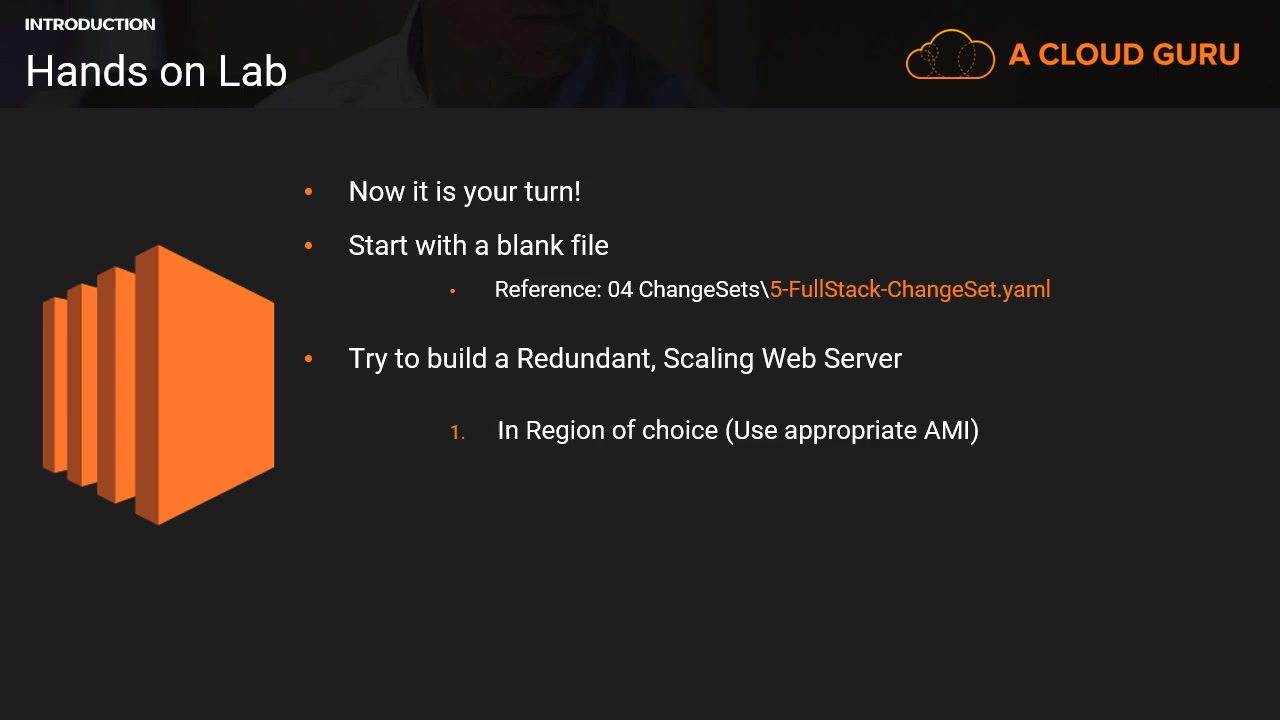 INTRODUCTION
Hands on Lab
A CLOUD GURU
• Now it is your turn!
• Start with a blank file
• Reference: 04 ChangeSets\5-FullStack-ChangeSet.yaml
• Try to build a Redundant, Scaling Web Server
1. In Region of choice (Use appropriate AMI)